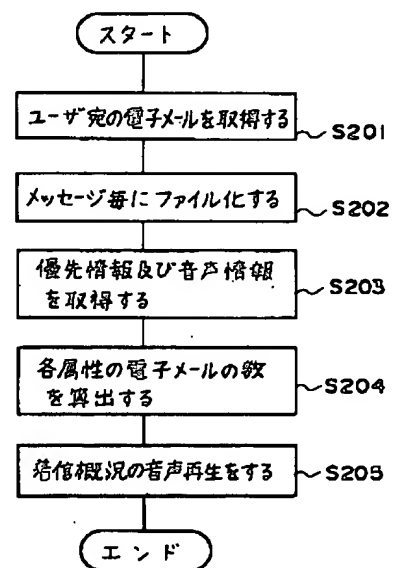 スタート
ユーザ宛の電子メールを取得する
S201
メッセージ毎にファイル化する
S202
優先情報及び音声情報
を取得する
S203
各属性の電子メールの数
を算出する
S204
着信概況の音声再生をする
S205
エンド